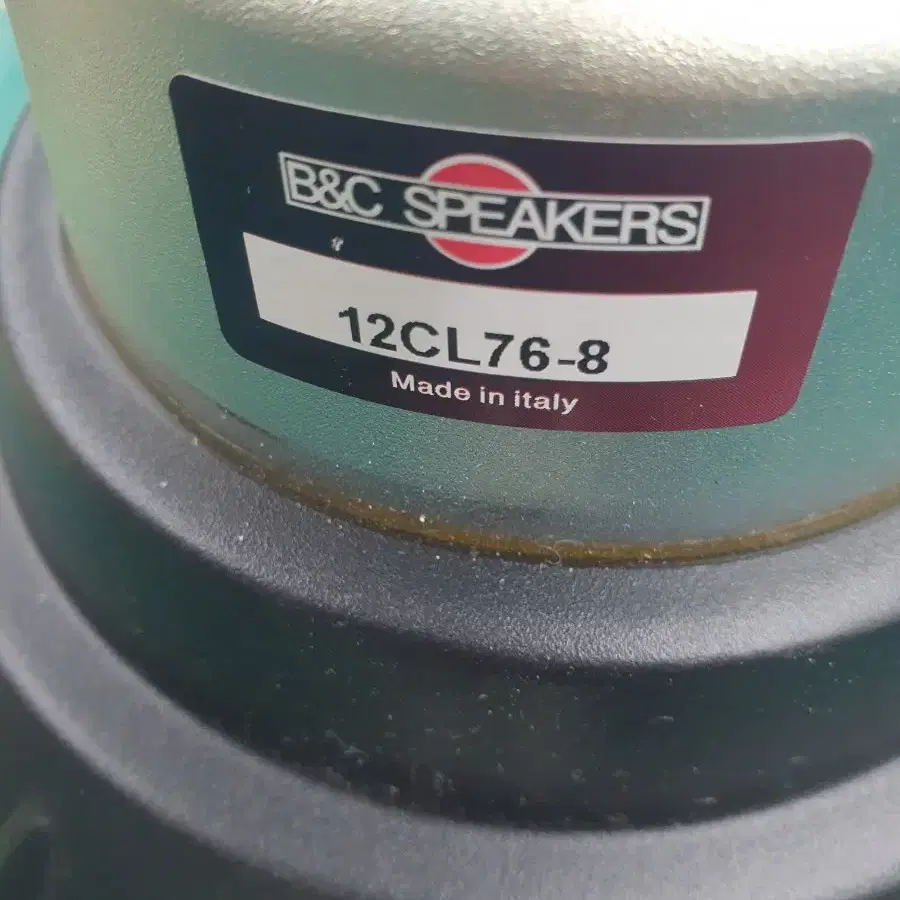 B&C SPEAKERS
12CL76-8
Made in italy